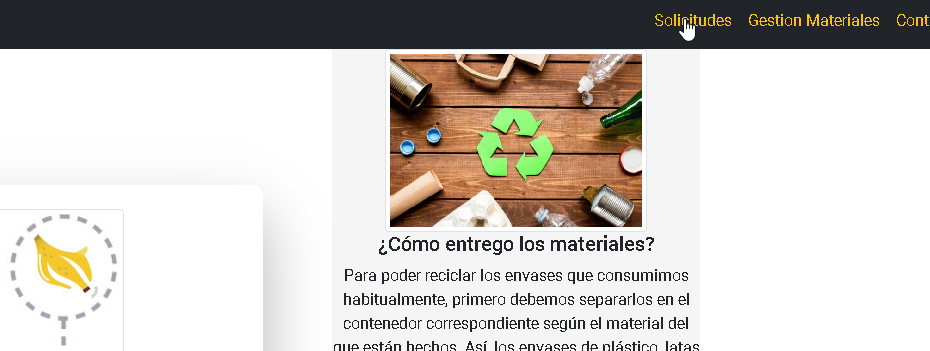 Solicitudes Gestion Materiales Cont
¿Cómo entrego los materiales?
Para poder reciclar los envases que consumimos
habitualmente, primero debemos separarlos en el
contenedor correspondiente según el material del
que están hechos. Así, los envases de plástico, latas